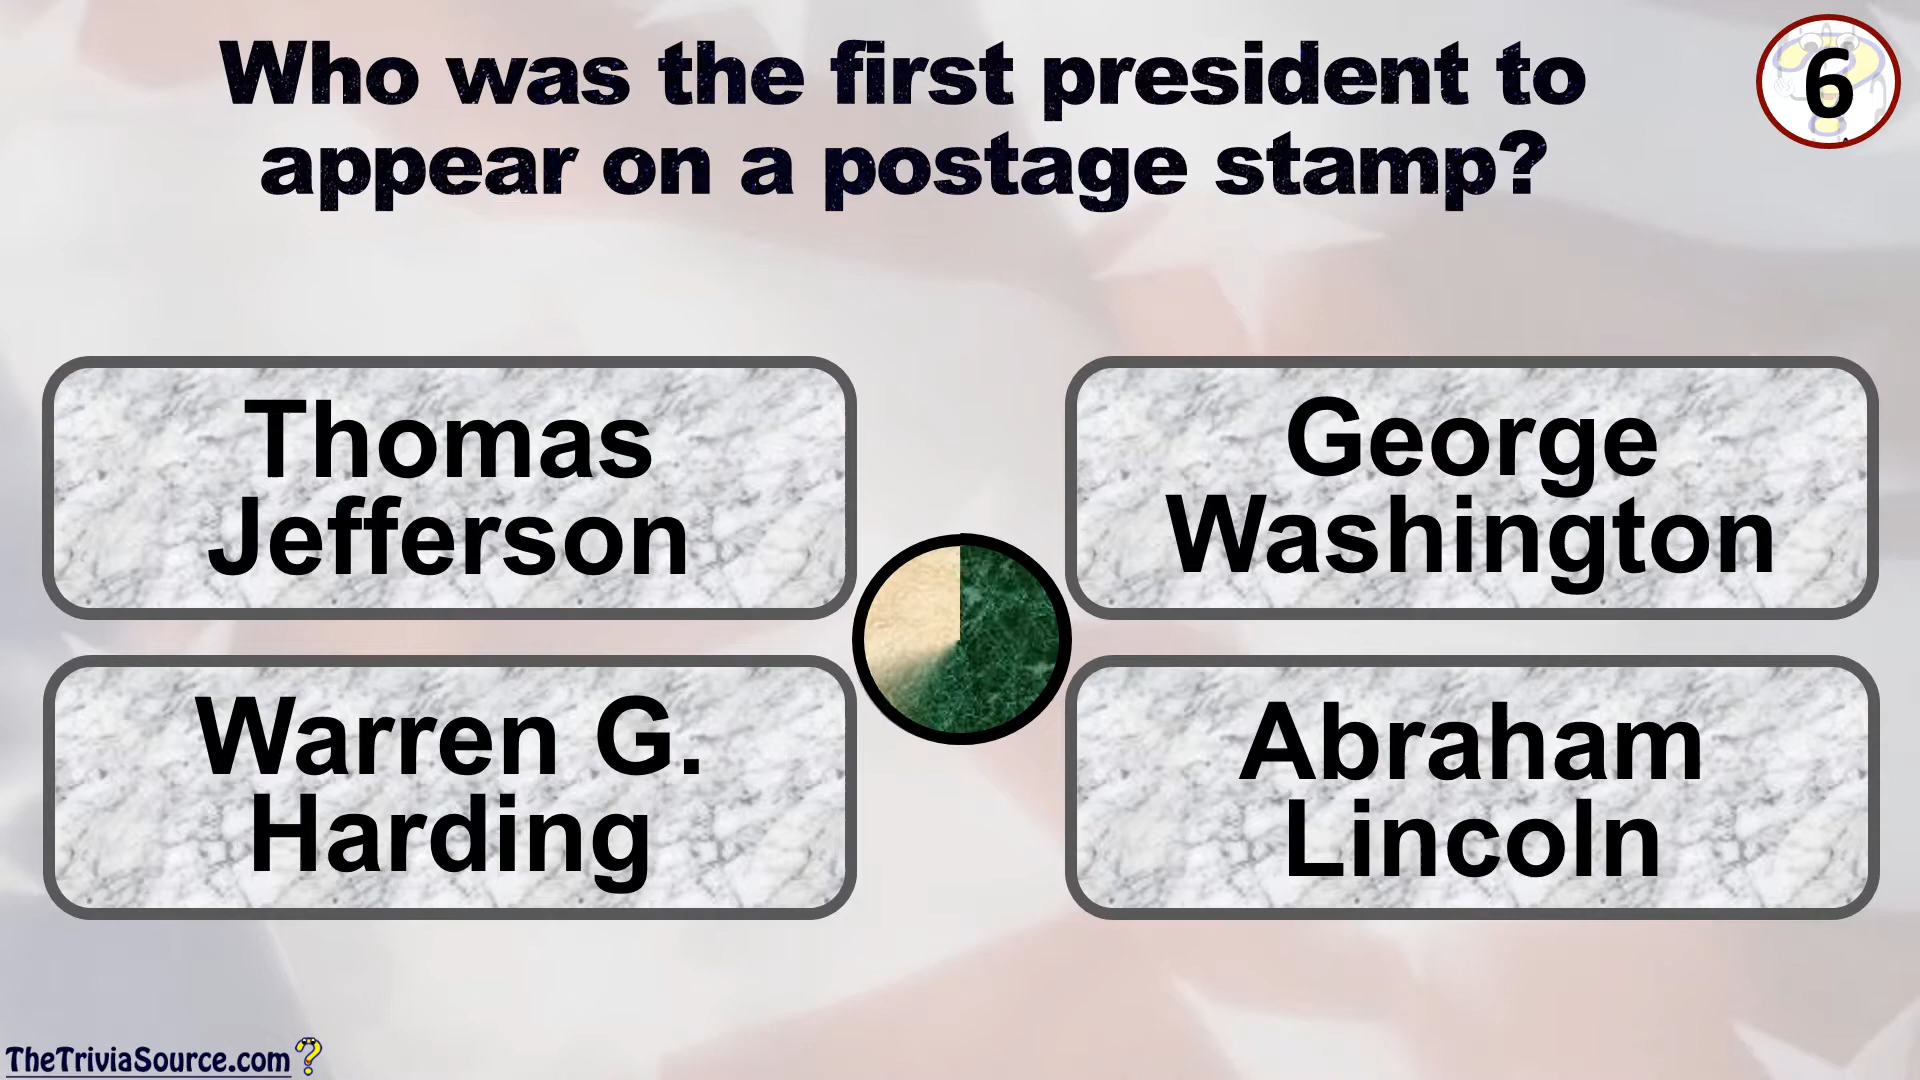 Who was the first president to
appear on a postage stamp?
6
Thomas
Jefferson
George
Washington
Warren G.
Harding
Abraham
Lincoln
TheTriviaSource.com?